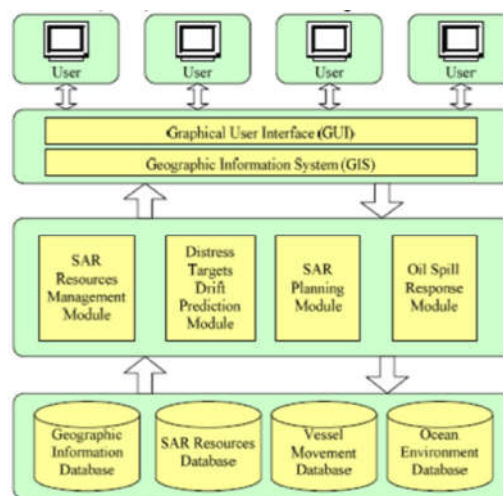 User
User
User
User
Graphical User Interface (GUI)
Geographic Information System (GIS)
SAR
Resources
Management
Module
Distress
Targets
Drift
Prediction
Module
SAR
Planning
Module
Oil Spill
Response
Module
Geographic
Information
Database
SAR Resources
Database
Vessel
Movement
Database
Ocean
Environment
Database